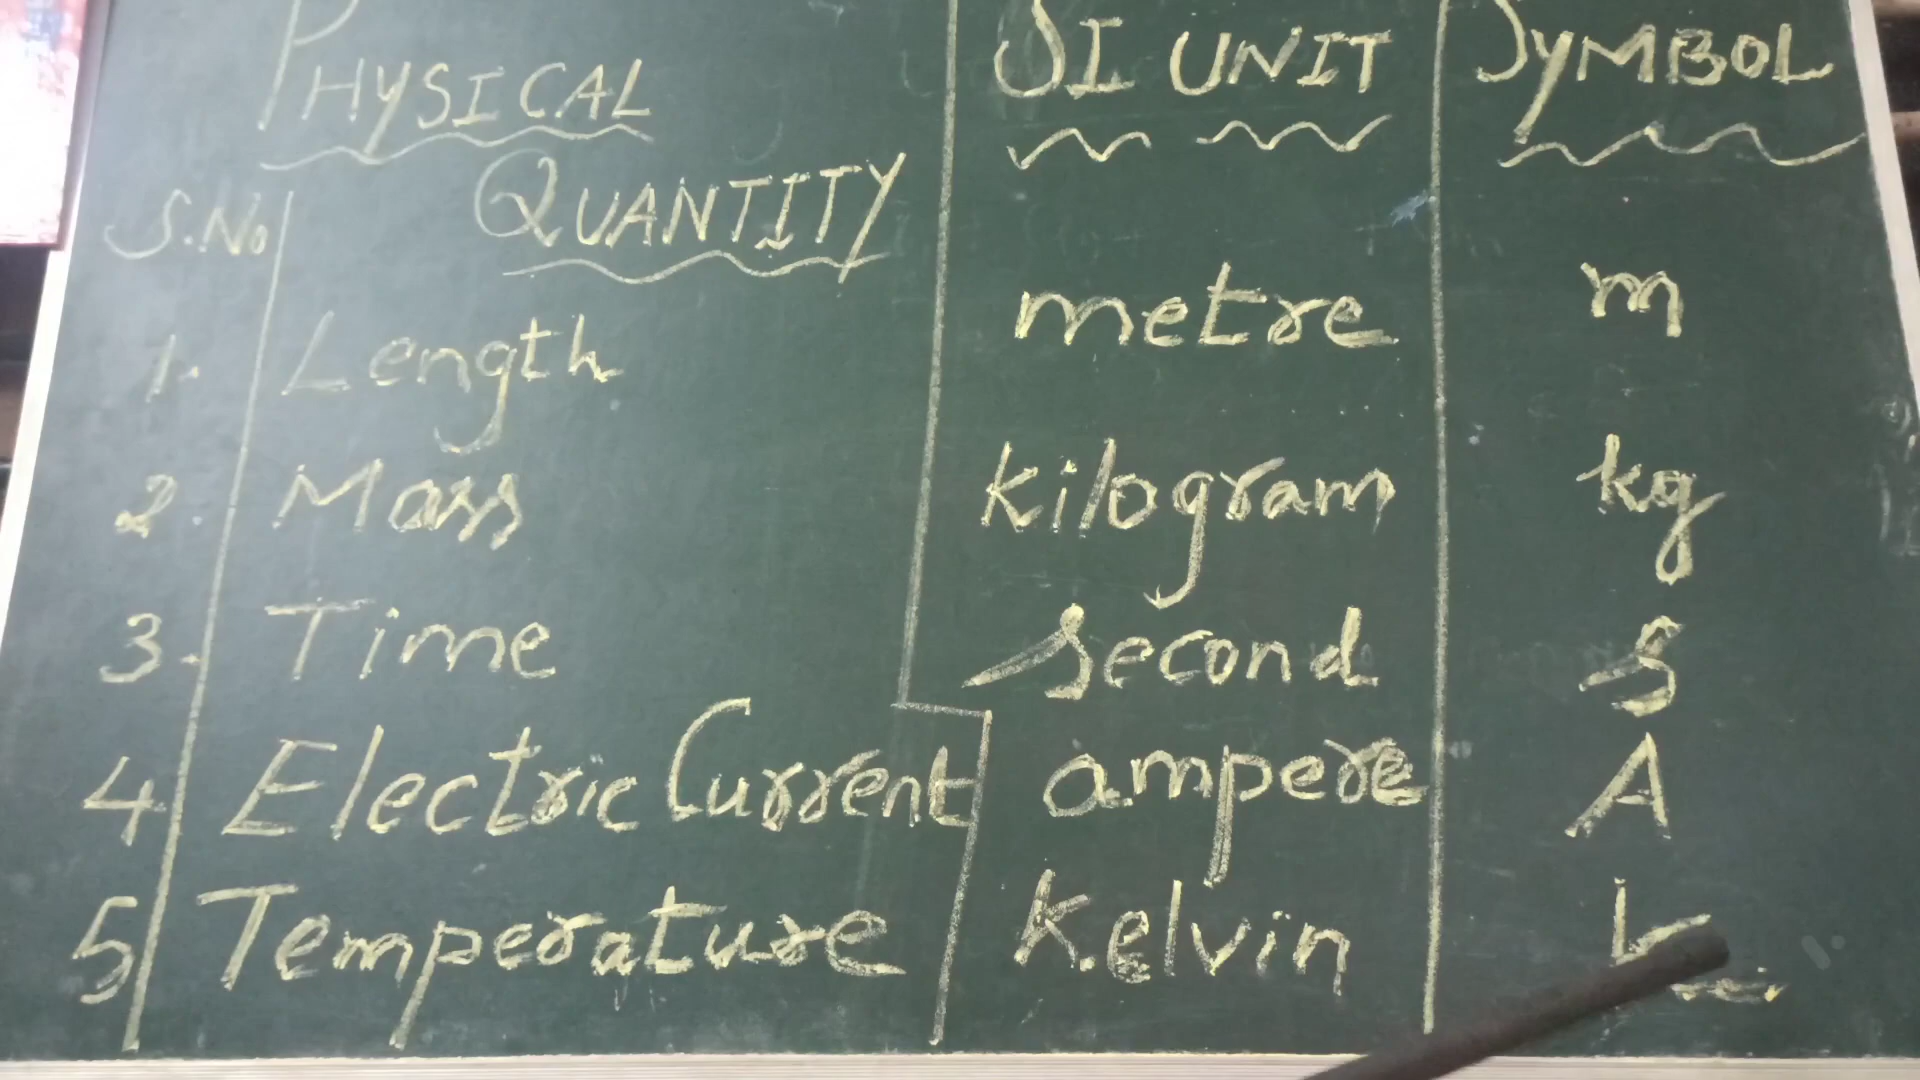 PHYSICAL QUANTITY SI UNIT SYMBOL
S.No
1. Length metre m
2 Mass kilogram kg
3. Time second s
4 Electric Current ampere A
5 Temperature Kelvin